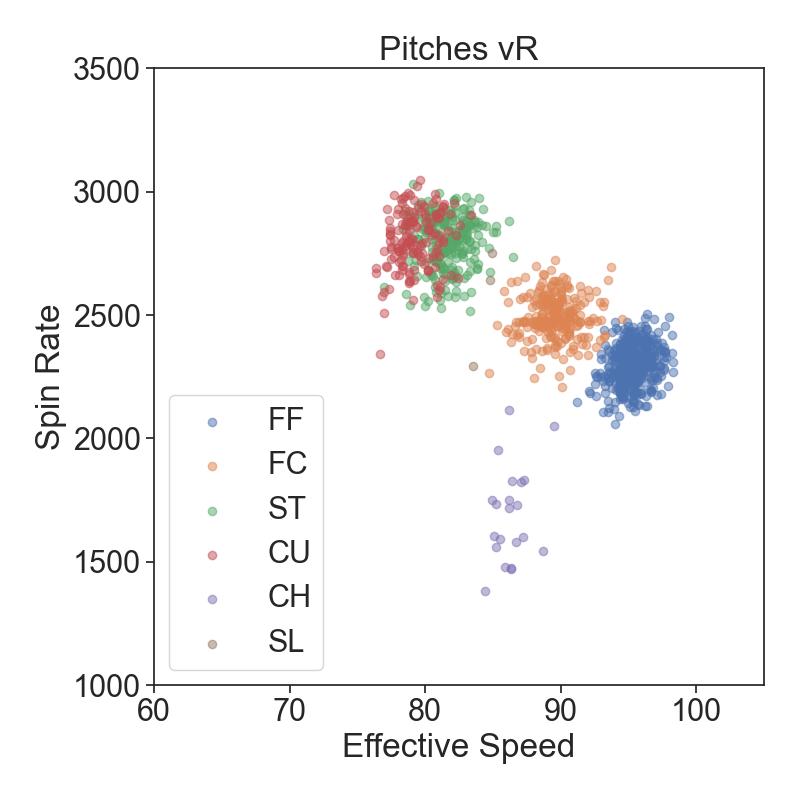 Pitches vR
3500
3000
2500
2000
1500
1000
Spin Rate
FF
FC
ST
CU
CH
SL
60 70 80 90 100
Effective Speed